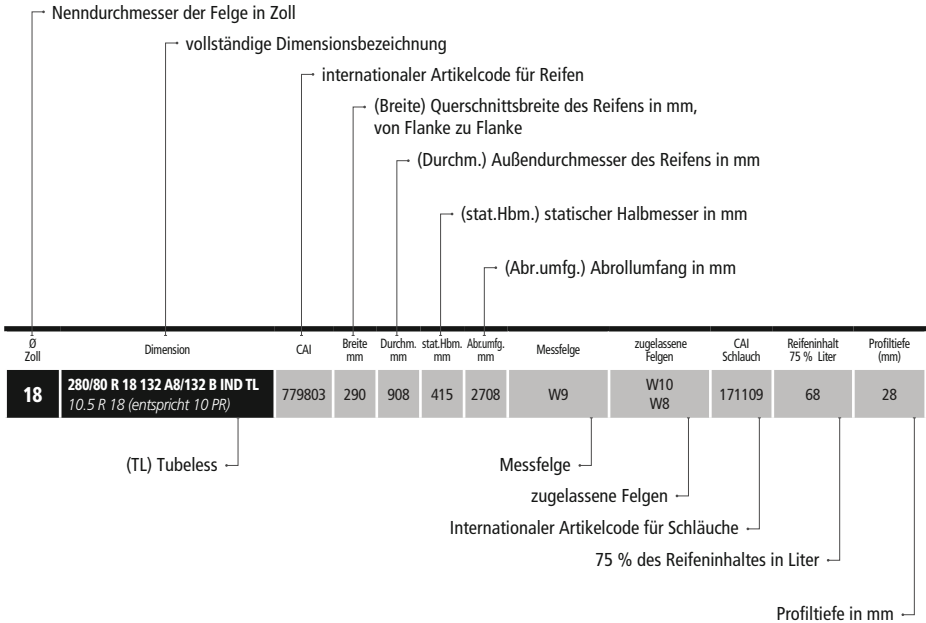 Nenndurchmesser der Felge in Zoll
vollständige Dimensionsbezeichnung
internationaler Artikelcode für Reifen
(Breite) Querschnittsbreite des Reifens in mm,
von Flanke zu Flanke
(Durchm.) Außendurchmesser des Reifens in mm
(stat.Hbm.) statischer Halbmesser in mm
(Abr.umfg.) Abrollumfang in mm
Ø Zoll Dimension CAI Breite mm Durchm. mm stat.Hbm. mm Abr.umfg. mm Messfelge zugelassene Felgen CAI Schlauch Reifeninhalt 75 % Liter Profiltiefe (mm)
18 280/80 R 18 132 A8/132 B IND TL 779803 290 908 415 2708 W9 W10 171109 68 28
10.5 R 18 (entspricht 10 PR) W8
(TL) Tubeless
Messfelge
zugelassene Felgen
Internationaler Artikelcode für Schläuche
75 % des Reifeninhaltes in Liter
Profiltiefe in mm